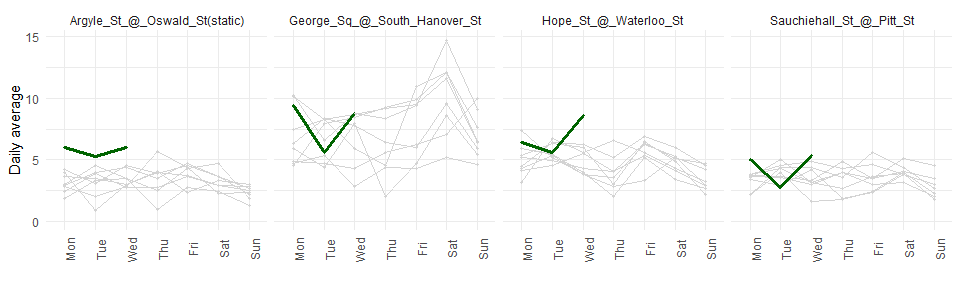 Argyle_St_@_Oswald_St(static)
George_Sq_@_South_Hanover_St
Hope_St_@_Waterloo_St
Sauchiehall_St_@_Pitt_St
Daily average
15
10
5
0
Mon Tue Wed Thu Fri Sat Sun
Mon Tue Wed Thu Fri Sat Sun
Mon Tue Wed Thu Fri Sat Sun
Mon Tue Wed Thu Fri Sat Sun